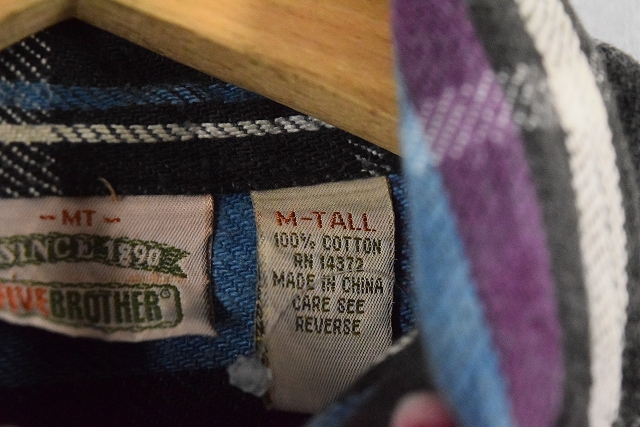 ~ MT ~
SINCE 1890
FIVE BROTHER®
M-TALL
100% COTTON
RN 14372
MADE IN CHINA
CARE SEE
REVERSE